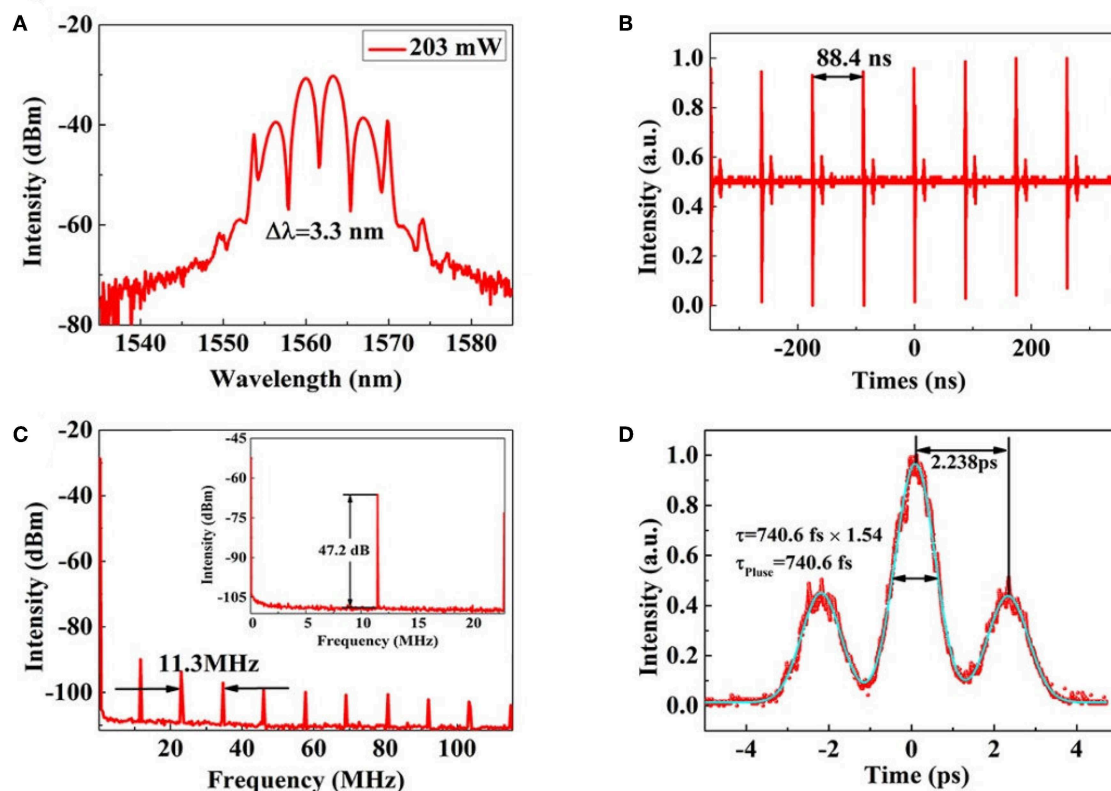 A
-20
-40
-60
-80
Intensity (dBm)
203 mW
Δλ=3.3 nm
1540 1550 1560 1570 1580
Wavelength (nm)
B
1.0
0.8
0.6
0.4
0.2
0.0
Intensity (a.u.)
88.4 ns
-200 0 200
Times (ns)
C
-20
-40
-60
-80
-100
Intensity (dBm)
-45
-60
-75
-90
-105
Intensity (dBm)
47.2 dB
0 5 10 15 20
Frequency (MHz)
11.3MHz
20 40 60 80 100
Frequency (MHz)
D
1.0
0.8
0.6
0.4
0.2
0.0
Intensity (a.u.)
2.238ps
τ=740.6 fs × 1.54
τPluse=740.6 fs
-4 -2 0 2 4
Time (ps)